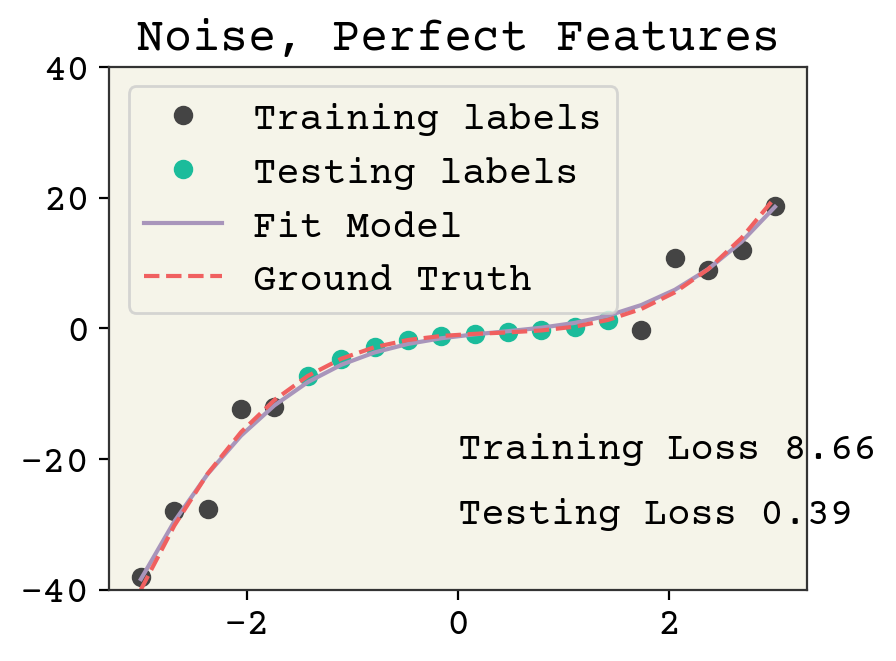 Noise, Perfect Features
40
20
0
−20
−40
Training labels
Testing labels
Fit Model
Ground Truth
Training Loss 8.66
Testing Loss 0.39
−2
0
2